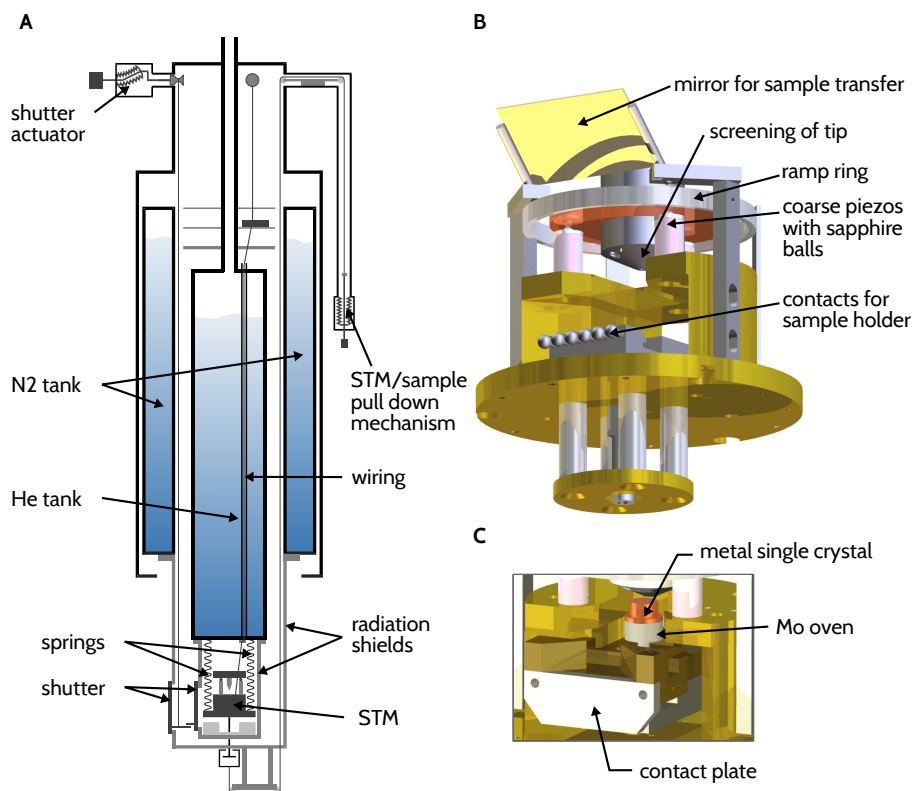 A
shutter
actuator
N2 tank
He tank
springs
shutter
STM/sample
pull down
mechanism
wiring
radiation
shields
STM
B
mirror for sample transfer
screening of tip
ramp ring
coarse piezos
with sapphire
balls
contacts for
sample holder
C
metal single crystal
Mo oven
contact plate